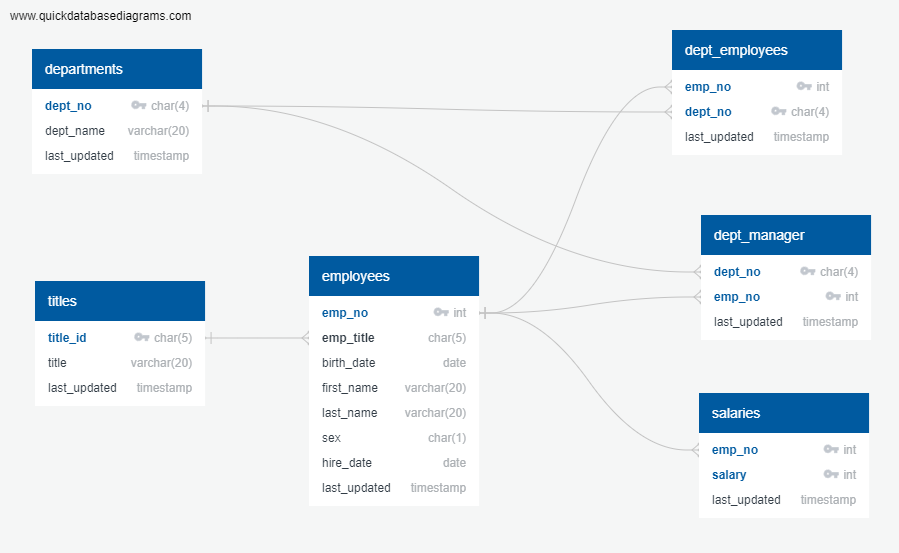 www.quickdatabasediagrams.com
departments
dept_no char(4)
dept_name varchar(20)
last_updated timestamp
dept_employees
emp_no int
dept_no char(4)
last_updated timestamp
dept_manager
dept_no char(4)
emp_no int
last_updated timestamp
titles
title_id char(5)
title varchar(20)
last_updated timestamp
employees
emp_no int
emp_title char(5)
birth_date date
first_name varchar(20)
last_name varchar(20)
sex char(1)
hire_date date
last_updated timestamp
salaries
emp_no int
salary int
last_updated timestamp